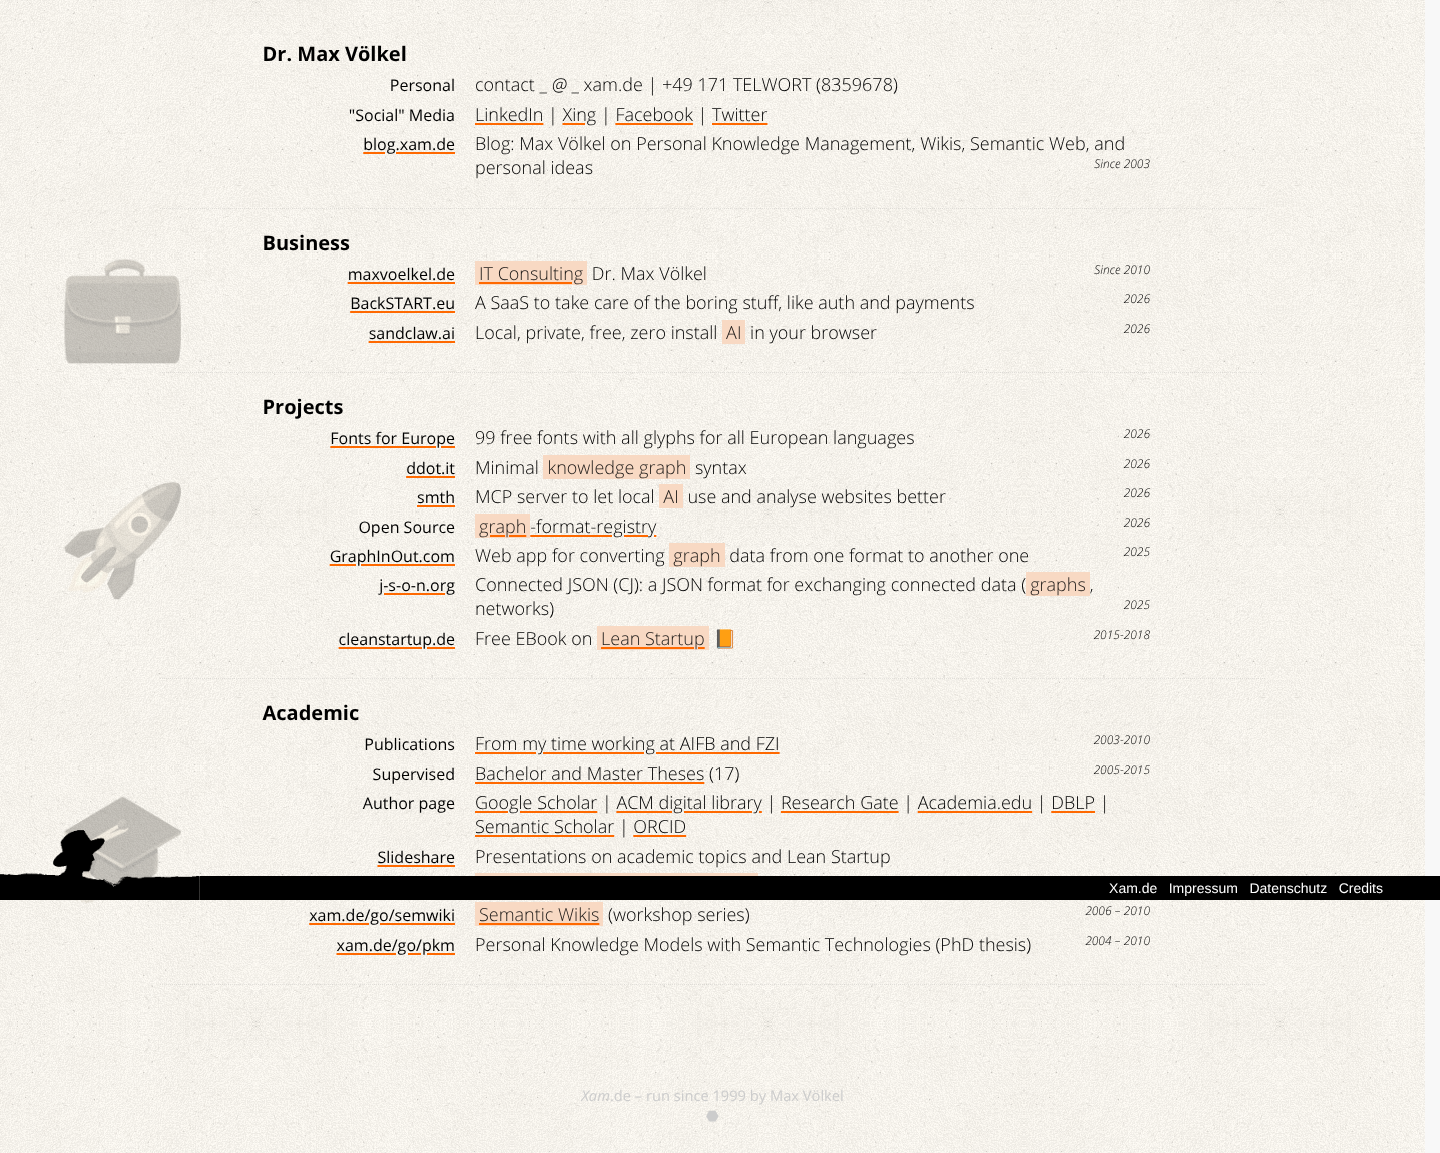 Dr. Max Völkel
Personal contact _ @ _ xam.de | +49 171 TELWORT (8359678)
"Social" Media LinkedIn | Xing | Facebook | Twitter
blog.xam.de Blog: Max Völkel on Personal Knowledge Management, Wikis, Semantic Web, and
personal ideas Since 2003
Business
maxvoelkel.de IT Consulting Dr. Max Völkel Since 2010
BackSTART.eu A SaaS to take care of the boring stuff, like auth and payments 2026
sandclaw.ai Local, private, free, zero install AI in your browser 2026
Projects
Fonts for Europe 99 free fonts with all glyphs for all European languages 2026
ddot.it Minimal knowledge graph syntax 2026
smth MCP server to let local AI use and analyse websites better 2026
Open Source graph-format-registry 2026
GraphInOut.com Web app for converting graph data from one format to another one 2025
j-s-o-n.org Connected JSON (CJ): a JSON format for exchanging connected data (graphs,
networks) 2025
cleanstartup.de Free EBook on Lean Startup 📙 2015-2018
Academic
Publications From my time working at AIFB and FZI 2003-2010
Supervised Bachelor and Master Theses (17) 2005-2015
Author page Google Scholar | ACM digital library | Research Gate | Academia.edu | DBLP |
Semantic Scholar | ORCID
Slideshare Presentations on academic topics and Lean Startup
Xam.de Impressum Datenschutz Credits
xam.de/go/semwiki Semantic Wikis (workshop series) 2006 – 2010
xam.de/go/pkm Personal Knowledge Models with Semantic Technologies (PhD thesis) 2004 – 2010
Xam.de – run since 1999 by Max Völkel